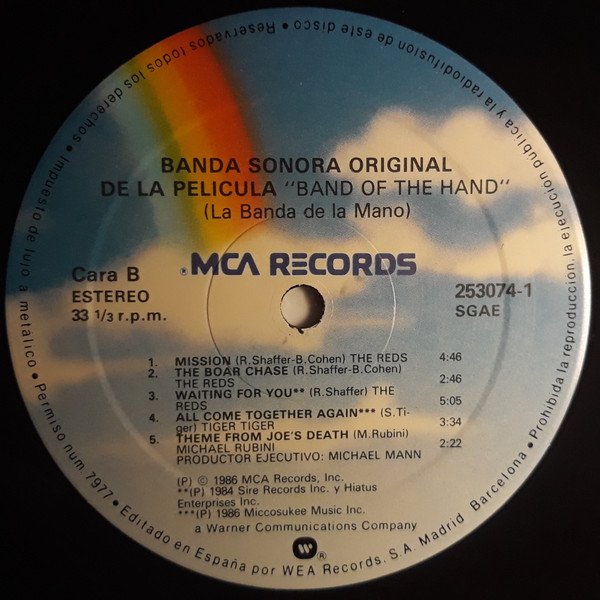 BANDA SONORA ORIGINAL
DE LA PELICULA "BAND OF THE HAND"
(La Banda de la Mano)
® MCA RECORDS
Cara B
ESTEREO
33 1/3 r.p.m.
253074-1
SGAE
1. MISSION (R.Shaffer-B.Cohen) THE REDS 4:46
2. THE BOAR CHASE (R.Shaffer-B.Cohen)
THE REDS 2:46
3. WAITING FOR YOU** (R.Shaffer) THE
REDS 5:05
4. ALL COME TOGETHER AGAIN*** (S.Ti-
ger) TIGER TIGER 3:34
5. THEME FROM JOE'S DEATH (M.Rubini)
MICHAEL RUBINI 2:22
PRODUCTOR EJECUTIVO: MICHAEL MANN
(P) © 1986 MCA Records, Inc.
**(P) 1984 Sire Records Inc. y Hiatus
Enterprises Inc.
***(P) 1986 Miccosukee Music Inc.
a Warner Communications Company
®
• Impuesto de lujo a metálico • Permiso num. 7977 • Editado en España por WEA Records, S.A. Madrid Barcelona • Prohibida la reproduccion, la ejecucion pública y la radiodifusion de este disco • Reservados todos los derechos